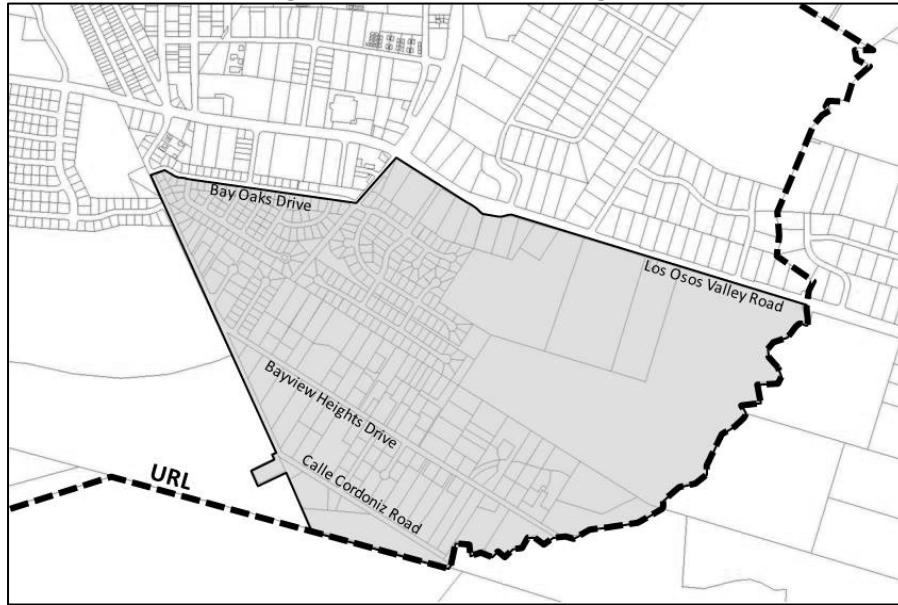 Bay Oaks Drive
Los Osos Valley Road
Bayview Heights Drive
Calle Cordoniz Road
URL